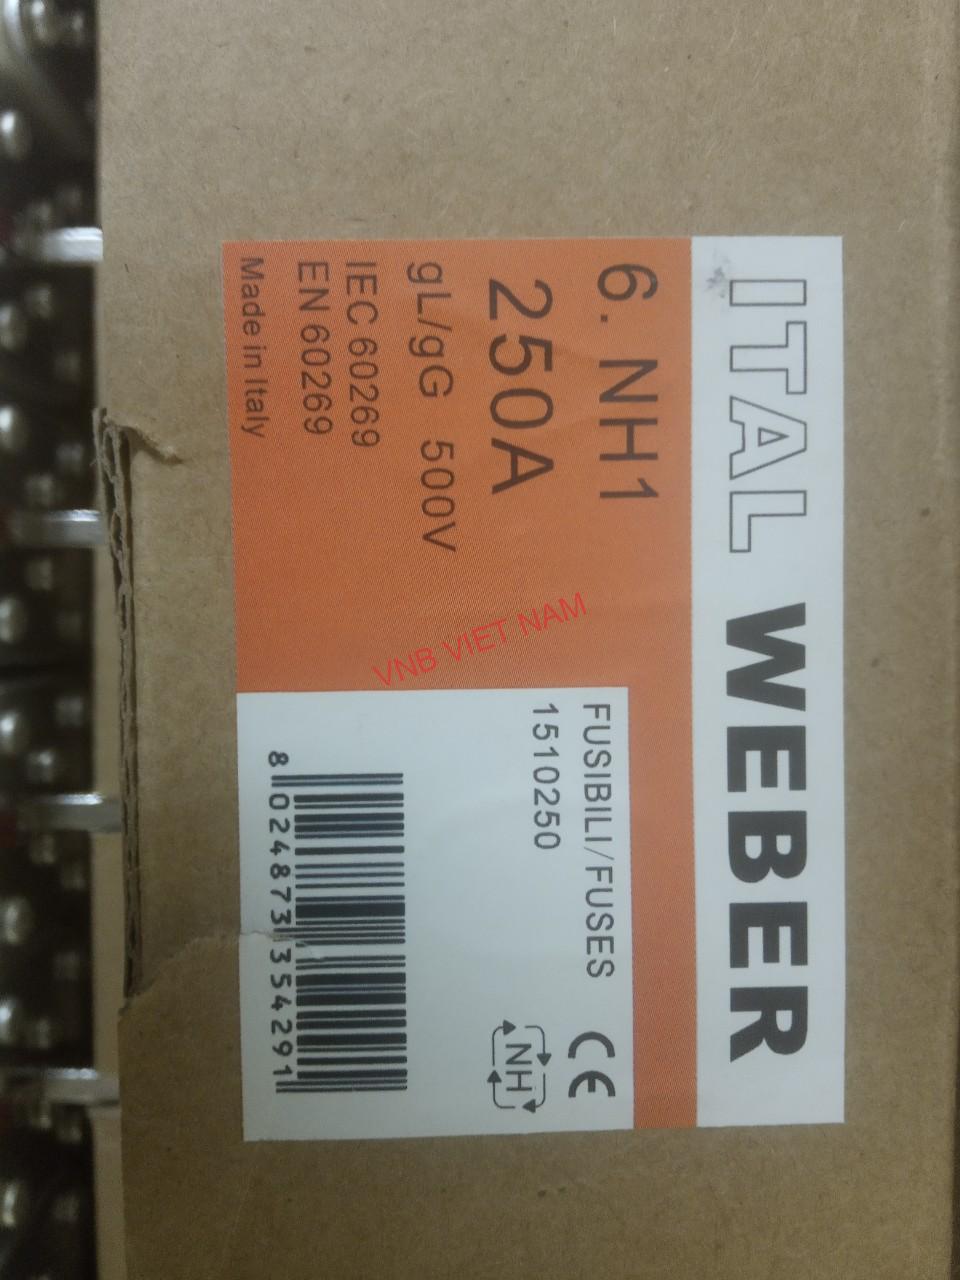 ITAL WEBER
6. NH1
250A
gL/gG 500V
IEC 60269
EN 60269
Made in Italy
FUSIBILI/FUSES
1510250
CE
NH
8 024873 354291
VNB VIET NAM